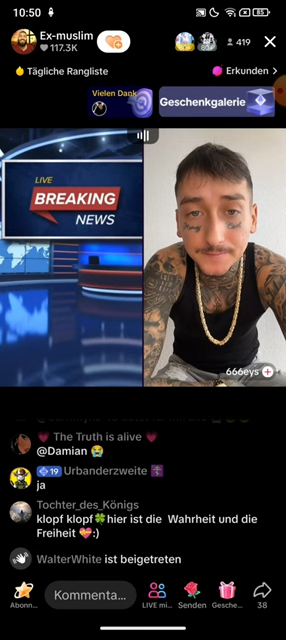 10:50
85
Ex-muslim
117.3K
419
Tägliche Rangliste
Erkunden >
Vielen Dank
Geschenkgalerie
LIVE
BREAKING
NEWS
666eys
The Truth is alive
@Damian 😭
19 Urbanderzweite
ja
Tochter_des_Königs
klopf klopf🍀hier ist die Wahrheit und die
Freiheit 💝:)
WalterWhite ist beigetreten
Kommenta...
Abonn... LIVE mi... Senden Gesche... 38